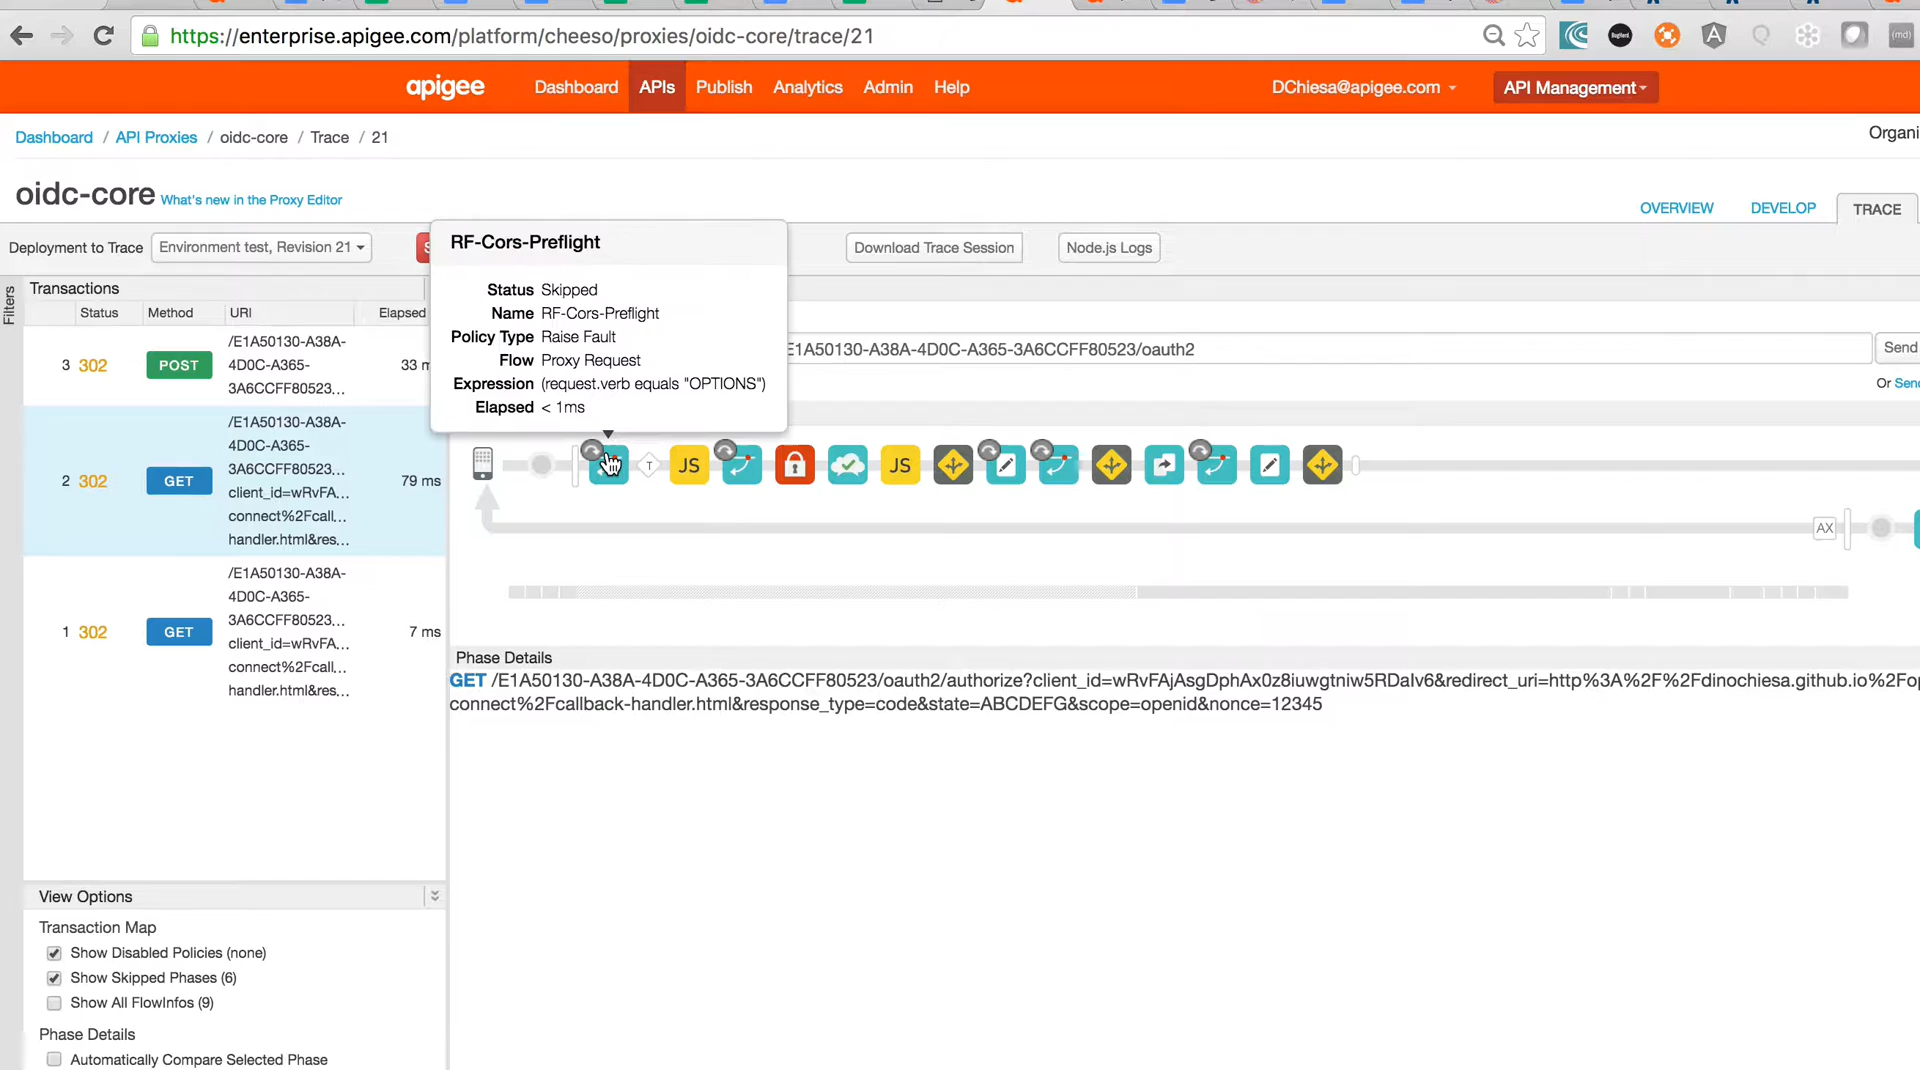 https://enterprise.apigee.com/platform/cheeso/proxies/oidc-core/trace/21
apigee
Dashboard
APIs
Publish
Analytics
Admin
Help
DChiesa@apigee.com
API Management
Dashboard / API Proxies / oidc-core / Trace / 21
Organi
oidc-core What's new in the Proxy Editor
OVERVIEW
DEVELOP
TRACE
Deployment to Trace Environment test, Revision 21
Download Trace Session
Node.js Logs
RF-Cors-Preflight
Status Skipped
Name RF-Cors-Preflight
Policy Type Raise Fault
Flow Proxy Request
Expression (request.verb equals "OPTIONS")
Elapsed < 1ms
Filters
Transactions
Status Method URI Elapsed
3 302 POST /E1A50130-A38A-
4D0C-A365-
3A6CCFF80523...
33 m
2 302 GET /E1A50130-A38A-
4D0C-A365-
3A6CCFF80523...
client_id=wRvFA...
connect%2Fcall...
handler.html&res...
79 ms
1 302 GET /E1A50130-A38A-
4D0C-A365-
3A6CCFF80523...
client_id=wRvFA...
connect%2Fcall...
handler.html&res...
7 ms
E1A50130-A38A-4D0C-A365-3A6CCFF80523/oauth2
Send
Or Sen
T
JS
JS
AX
Phase Details
GET /E1A50130-A38A-4D0C-A365-3A6CCFF80523/oauth2/authorize?client_id=wRvFAjAsgDphAx0z8iuwgtniw5RDaIv6&redirect_uri=http%3A%2F%2Fdinochiesa.github.io%2Fop
connect%2Fcallback-handler.html&response_type=code&state=ABCDEFG&scope=openid&nonce=12345
View Options
Transaction Map
Show Disabled Policies (none)
Show Skipped Phases (6)
Show All FlowInfos (9)
Phase Details
Automatically Compare Selected Phase